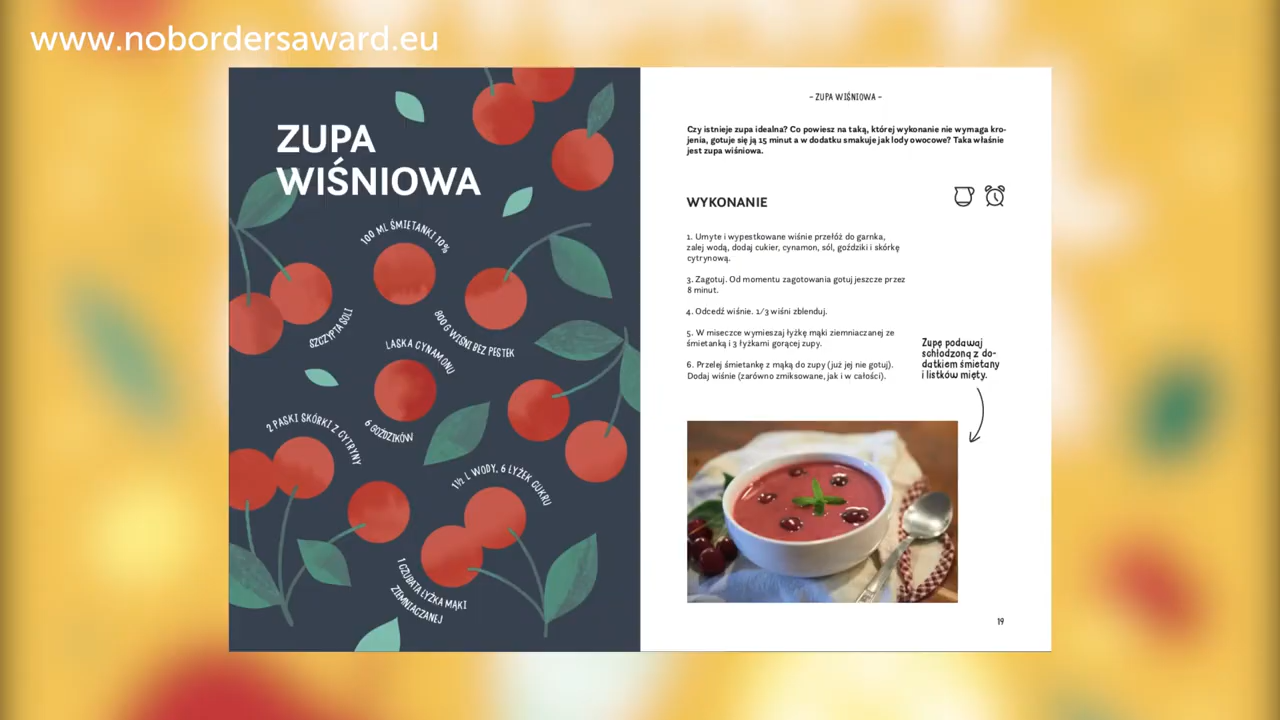 www.nobordersaward.eu
ZUPA
WIŚNIOWA
100 ML ŚMIETANKI 10%
SZCZYPTA SOLI
800 G WIŚNI BEZ PESTEK
LASKA CYNAMONU
6 GOŹDZIKÓW
2 PASKI SKÓRKI Z CYTRYNY
1½ L WODY, 6 ŁYŻEK CUKRU
1 CZUBATA ŁYŻKA MĄKI
ZIEMNIACZANEJ
– ZUPA WIŚNIOWA –
Czy istnieje zupa idealna? Co powiesz na taką, której wykonanie nie wymaga kro-
jenia, gotuje się ją 15 minut a w dodatku smakuje jak lody owocowe? Taka właśnie
jest zupa wiśniowa.
WYKONANIE
1. Umyte i wypestkowane wiśnie przełóż do garnka,
zalej wodą, dodaj cukier, cynamon, sól, goździki i skórkę
cytrynową.
3. Zagotuj. Od momentu zagotowania gotuj jeszcze przez
8 minut.
4. Odcedź wiśnie. 1/3 wiśni zblenduj.
5. W miseczce wymieszaj łyżkę mąki ziemniaczanej ze
śmietanką i 3 łyżkami gorącej zupy.
6. Przelej śmietankę z mąką do zupy (już jej nie gotuj).
Dodaj wiśnie (zarówno zmiksowane, jak i w całości).
Zupę podawaj
schłodzoną z do-
datkiem śmietany
i listków mięty.
19